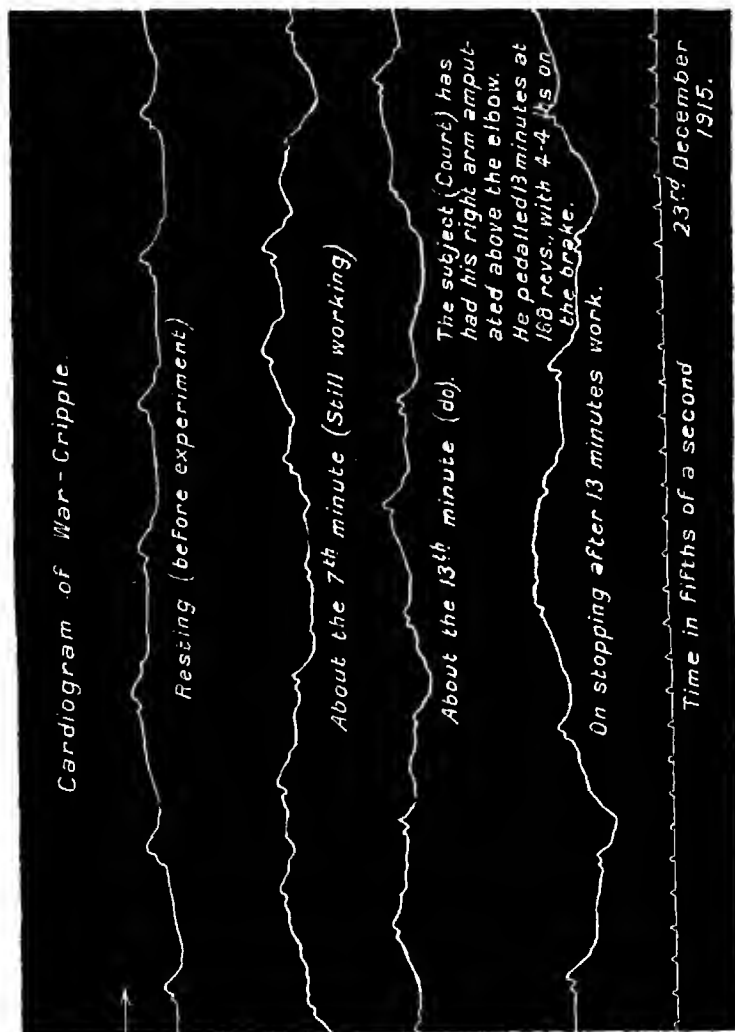 Cardiogram of War-Cripple.
Resting (before experiment)
About the 7th minute (Still working)
About the 13th minute (do).
The subject (Court) has
had his right arm amput-
ated above the elbow.
He pedalled 13 minutes at
168 revs., with 4·4 on
the brake.
On stopping after 13 minutes work.
Time in fifths of a second
23rd December
1915.